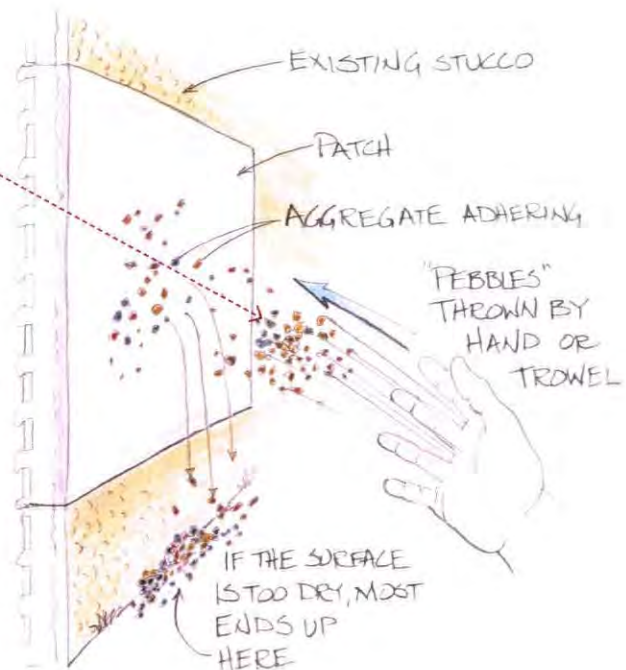 EXISTING STUCCO
PATCH
AGGREGATE ADHERING
"PEBBLES"
THROWN BY
HAND OR
TROWEL
IF THE SURFACE
IS TOO DRY, MOST
ENDS UP
HERE